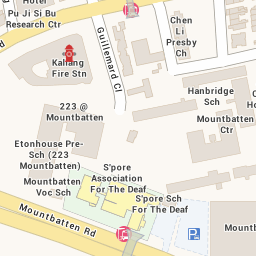 Kahang
Pu Ji Si Bu
Research Ctr
Kallang
Fire Stn
Guillemard Cl
Chen
Li
Presby
Ch
Hanbridge
Sch
Mountbatten
Ctr
223 @
Mountbatten
Etonhouse Pre-
Sch (223
Mountbatten)
Mountbatten
Voc Sch
S'pore
Association
For The Deaf
S'pore Sch
For The Deaf
Mountbatten Rd